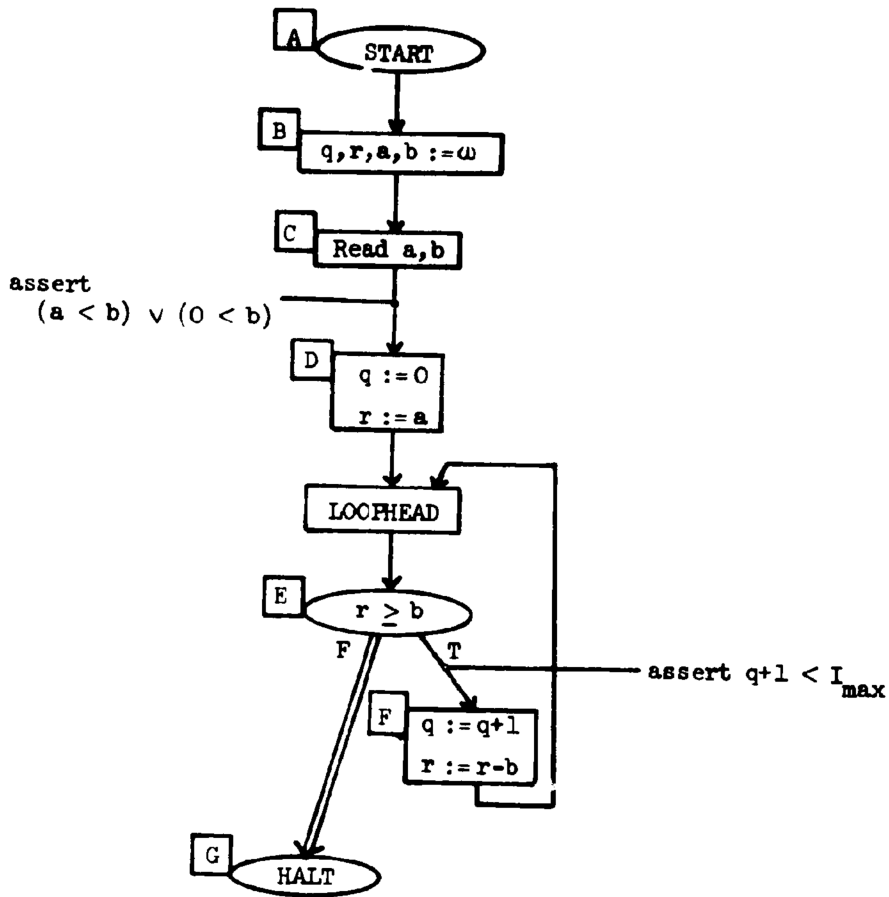 A
START
B
q,r,a,b :=ω
C
Read a,b
assert
(a < b) ∨ (0 < b)
D
q :=0
r :=a
LOOPHEAD
E
r ≥ b
F
T
assert q+1 < I_max
F
q :=q+1
r :=r-b
G
HALT